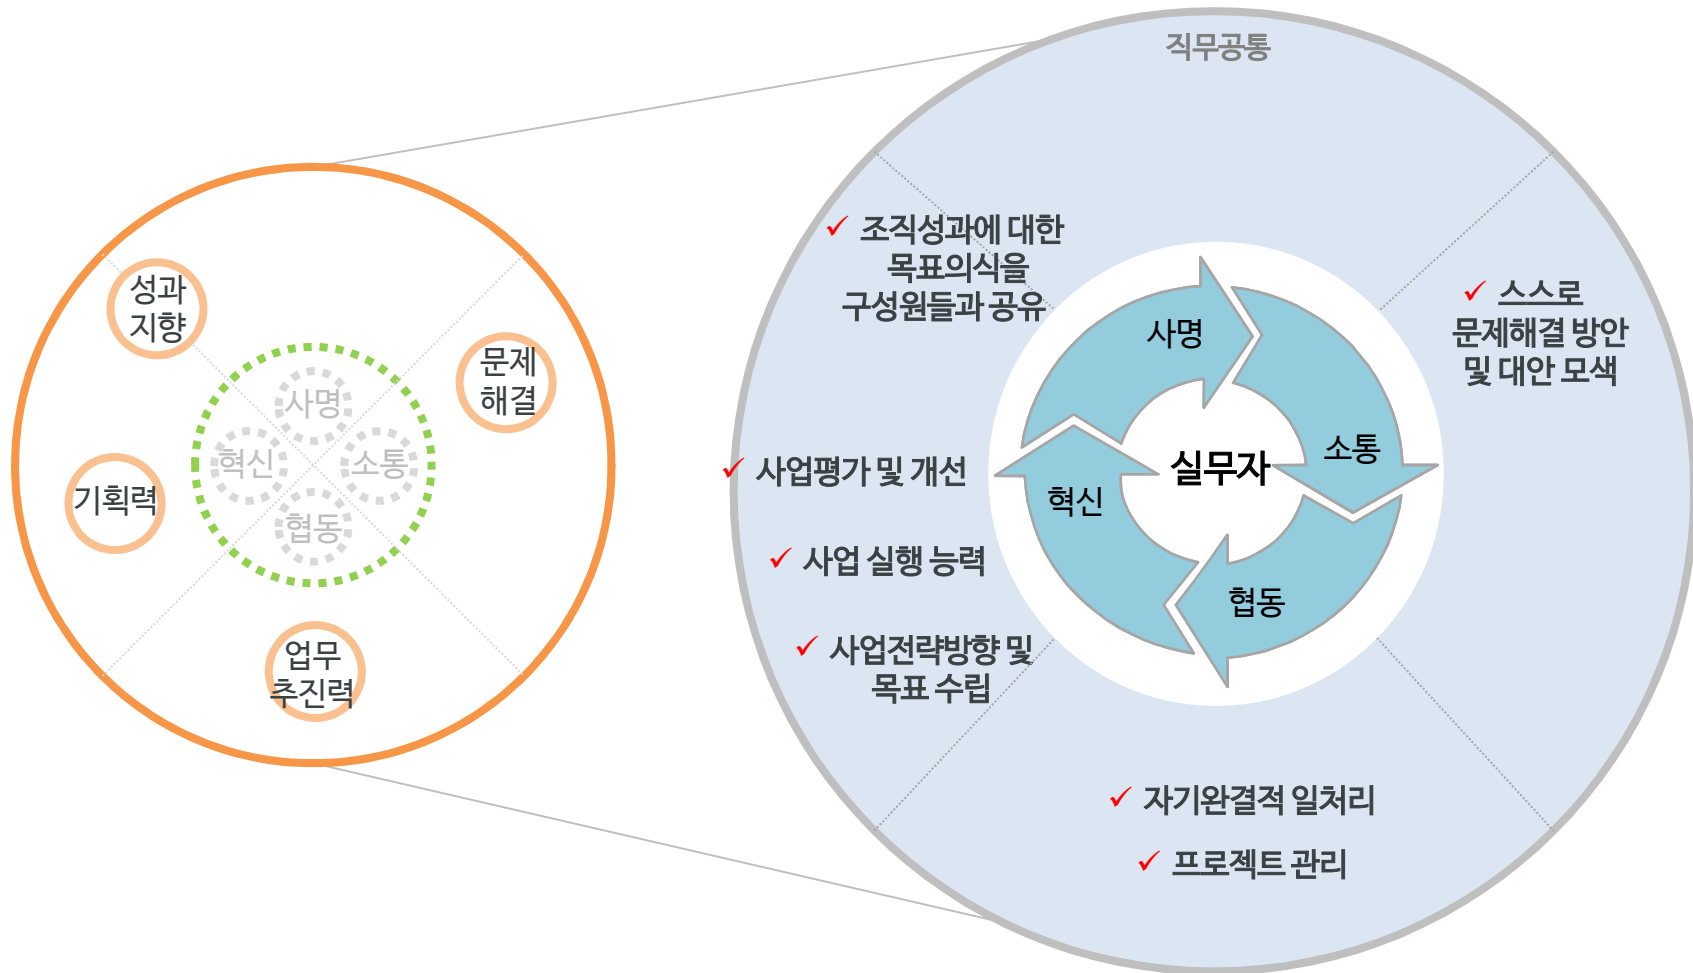 성과
지향
문제
해결
기획력
업무
추진력
사명
혁신
소통
협동
직무공통
조직성과에 대한
목표의식을
구성원들과 공유
스스로
문제해결 방안
및 대안 모색
사업평가 및 개선
사업 실행 능력
사업전략방향 및
목표 수립
자기완결적 일처리
프로젝트 관리
사명
소통
실무자
혁신
협동